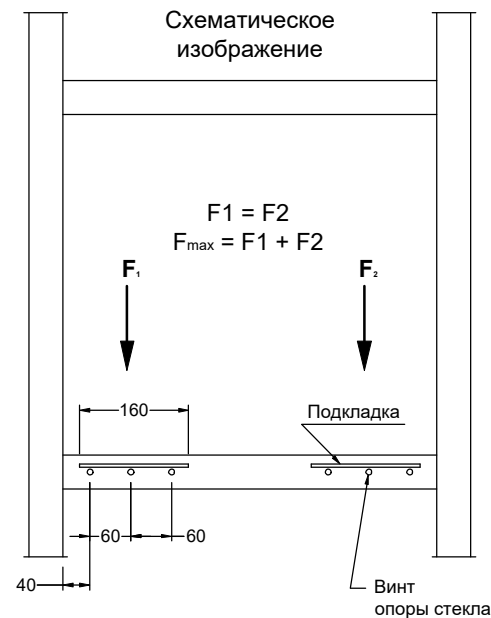 Схематическое
изображение
F1 = F2
Fmax = F1 + F2
F1
F2
160
Подкладка
60
60
40
Винт
опоры стекла